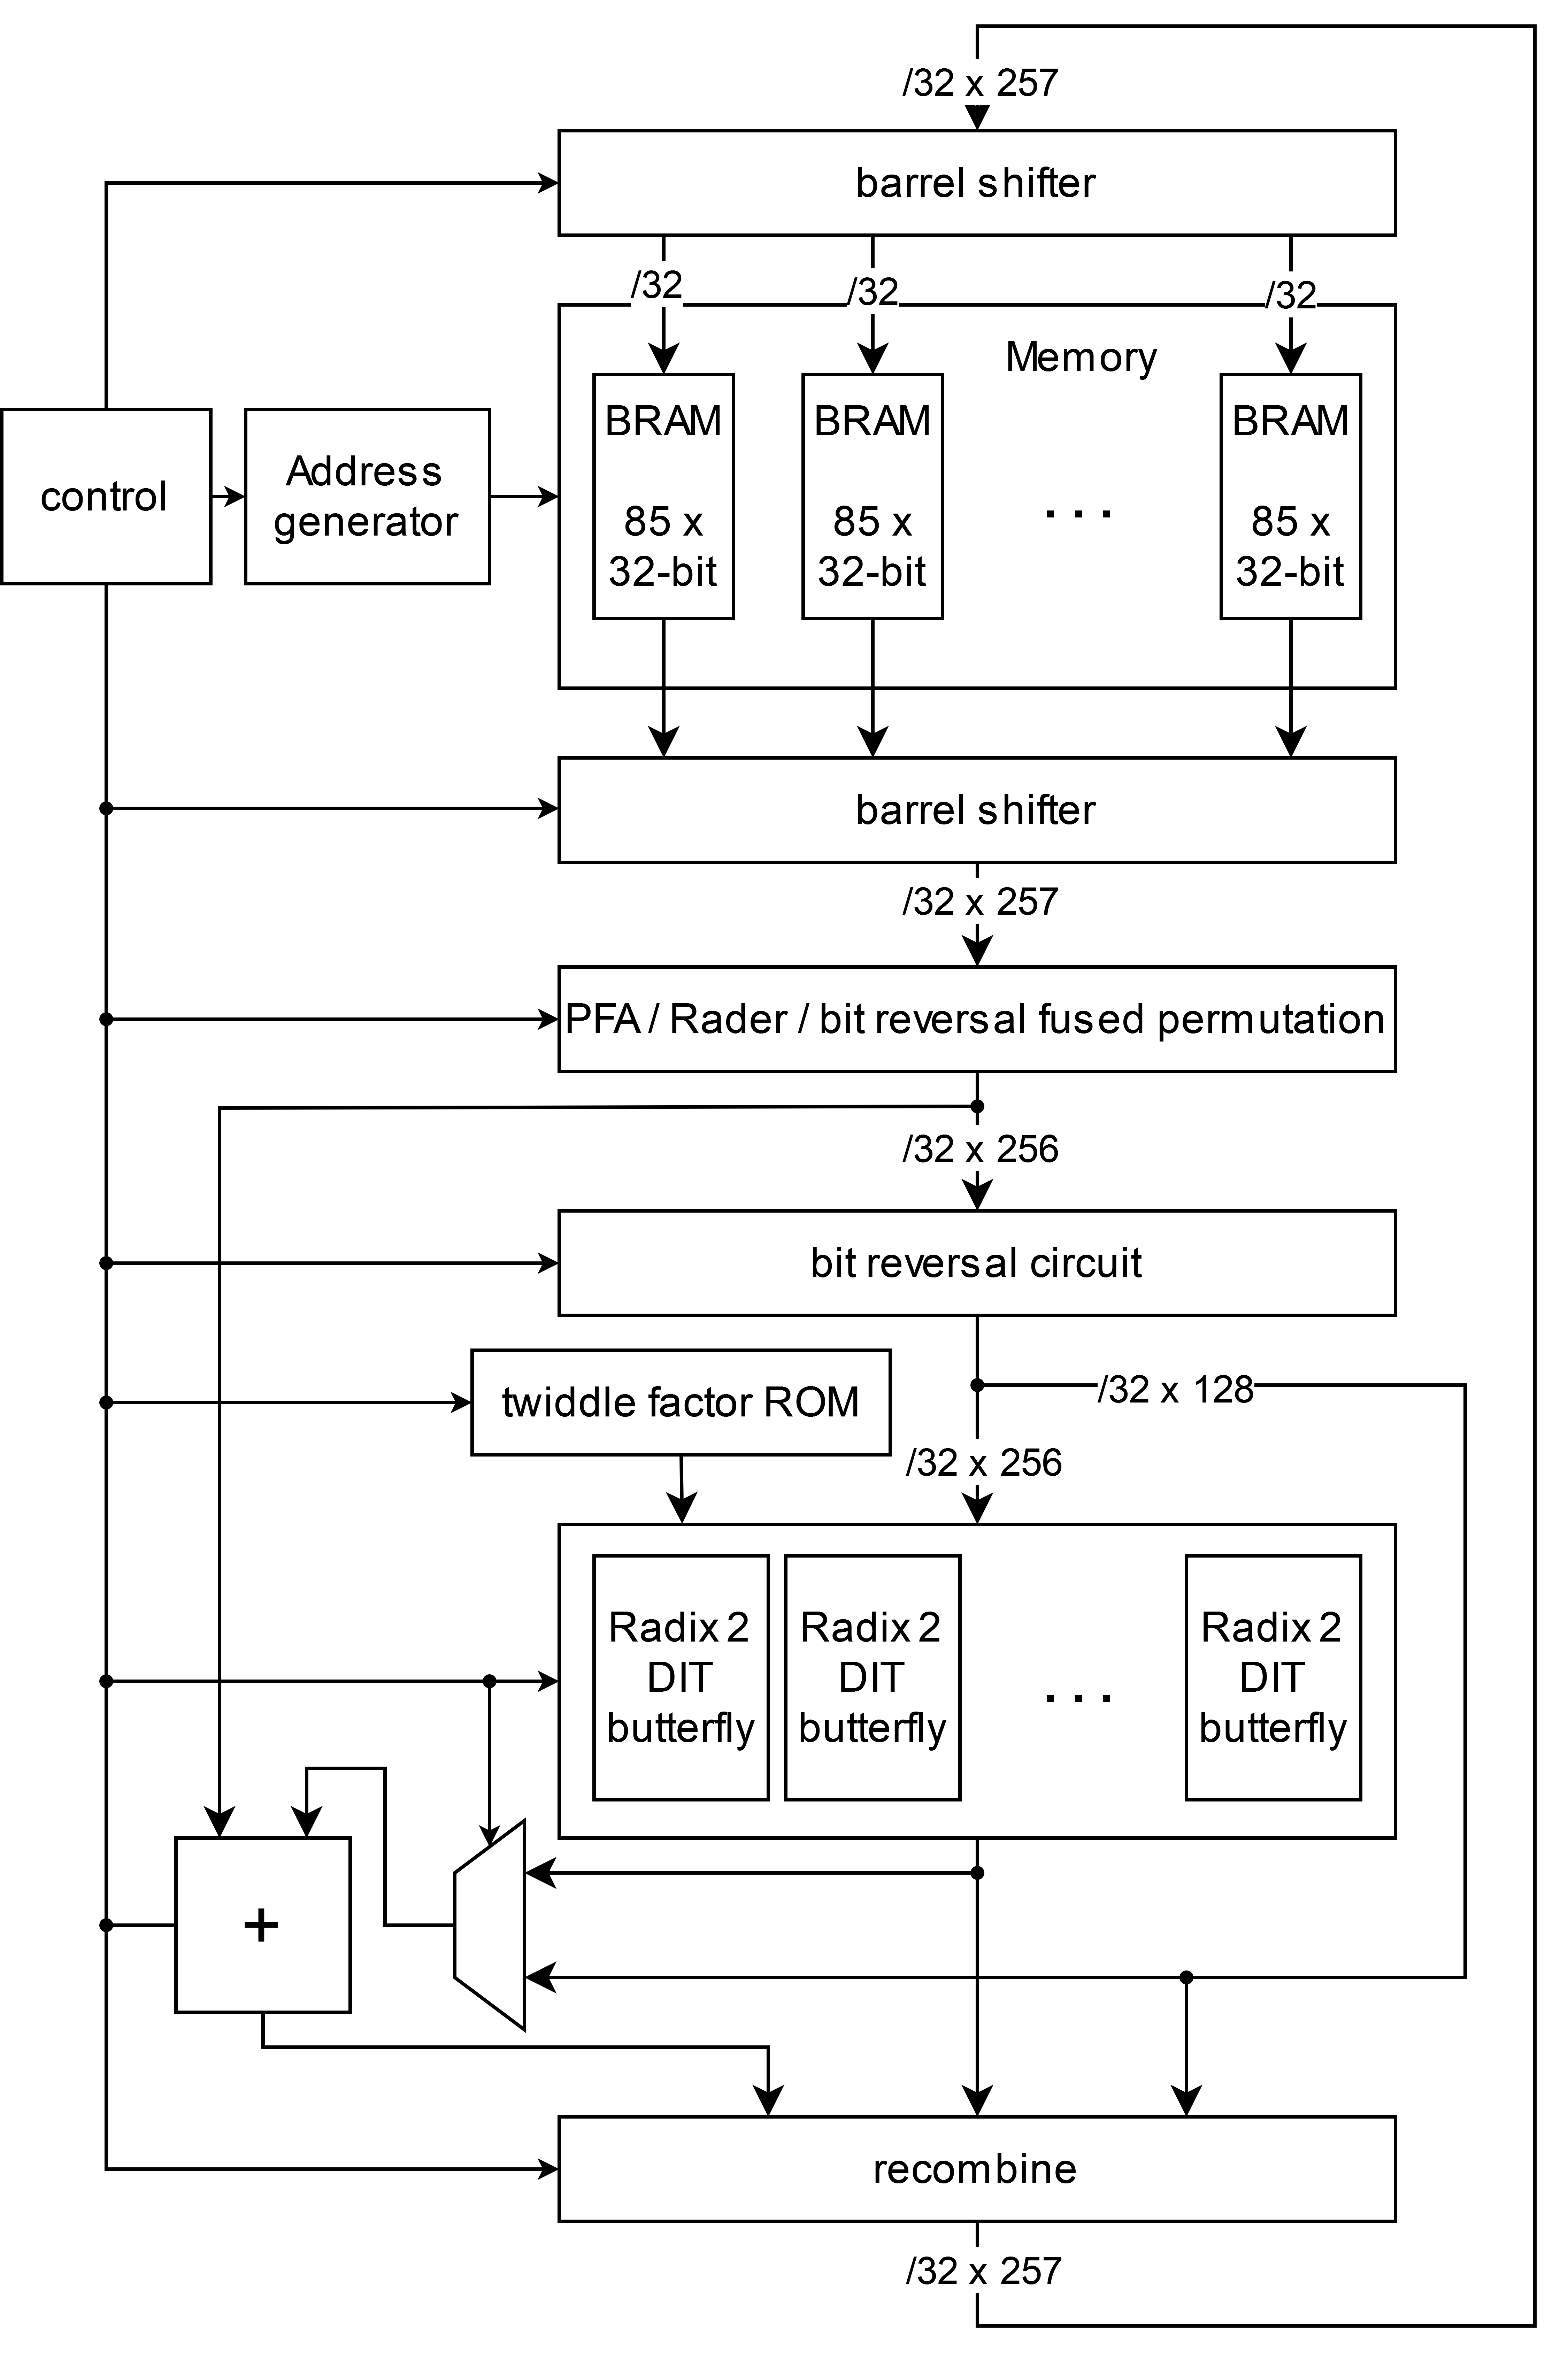 /32 x 257
barrel shifter
/32
/32
/32
Memory
BRAM
85 x
32-bit
BRAM
85 x
32-bit
. . .
BRAM
85 x
32-bit
control
Address
generator
barrel shifter
/32 x 257
PFA / Rader / bit reversal fused permutation
/32 x 256
bit reversal circuit
twiddle factor ROM
/32 x 128
/32 x 256
Radix 2
DIT
butterfly
Radix 2
DIT
butterfly
. . .
Radix 2
DIT
butterfly
+
recombine
/32 x 257